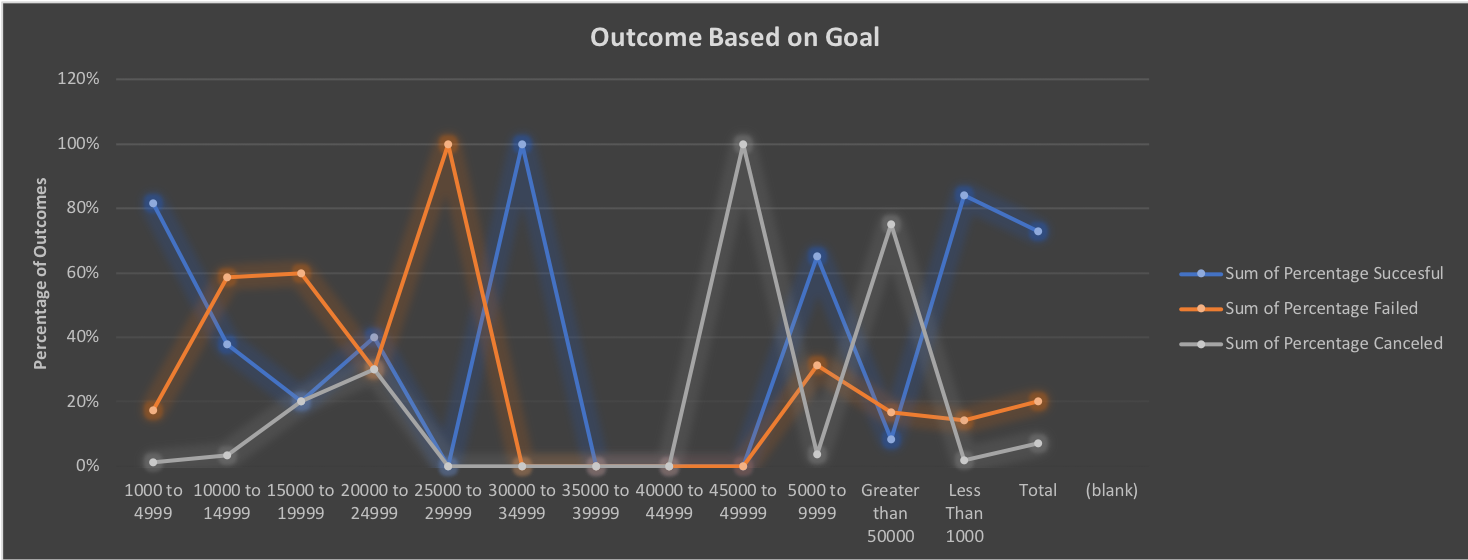 Outcome Based on Goal
120%
100%
80%
60%
40%
20%
0%
Percentage of Outcomes
1000 to
4999
10000 to
14999
15000 to
19999
20000 to
24999
25000 to
29999
30000 to
34999
35000 to
39999
40000 to
44999
45000 to
49999
5000 to
9999
Greater
than
50000
Less
Than
1000
Total
(blank)
Sum of Percentage Succesful
Sum of Percentage Failed
Sum of Percentage Canceled